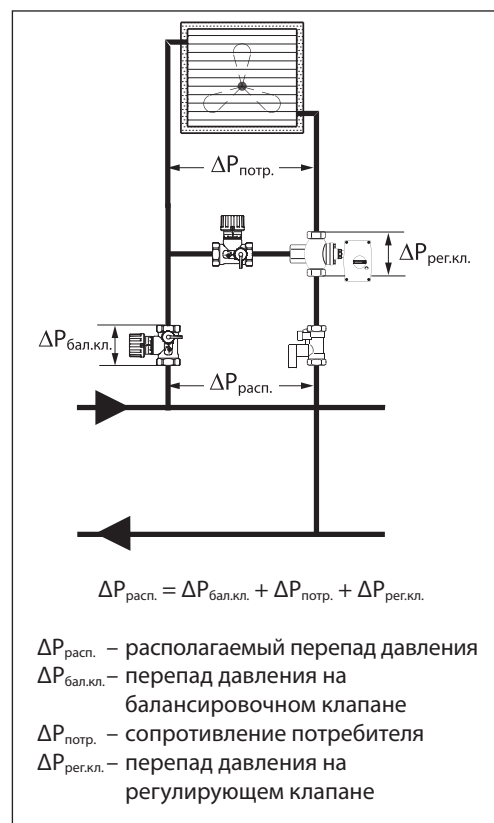 ΔPпотр.
ΔPрег.кл.
ΔPбал.кл.
ΔPрасп.
ΔPрасп. = ΔPбал.кл. + ΔPпотр. + ΔPрег.кл.
ΔPрасп. – располагаемый перепад давления
ΔPбал.кл.– перепад давления на
балансировочном клапане
ΔPпотр. – сопротивление потребителя
ΔPрег.кл.– перепад давления на
регулирующем клапане